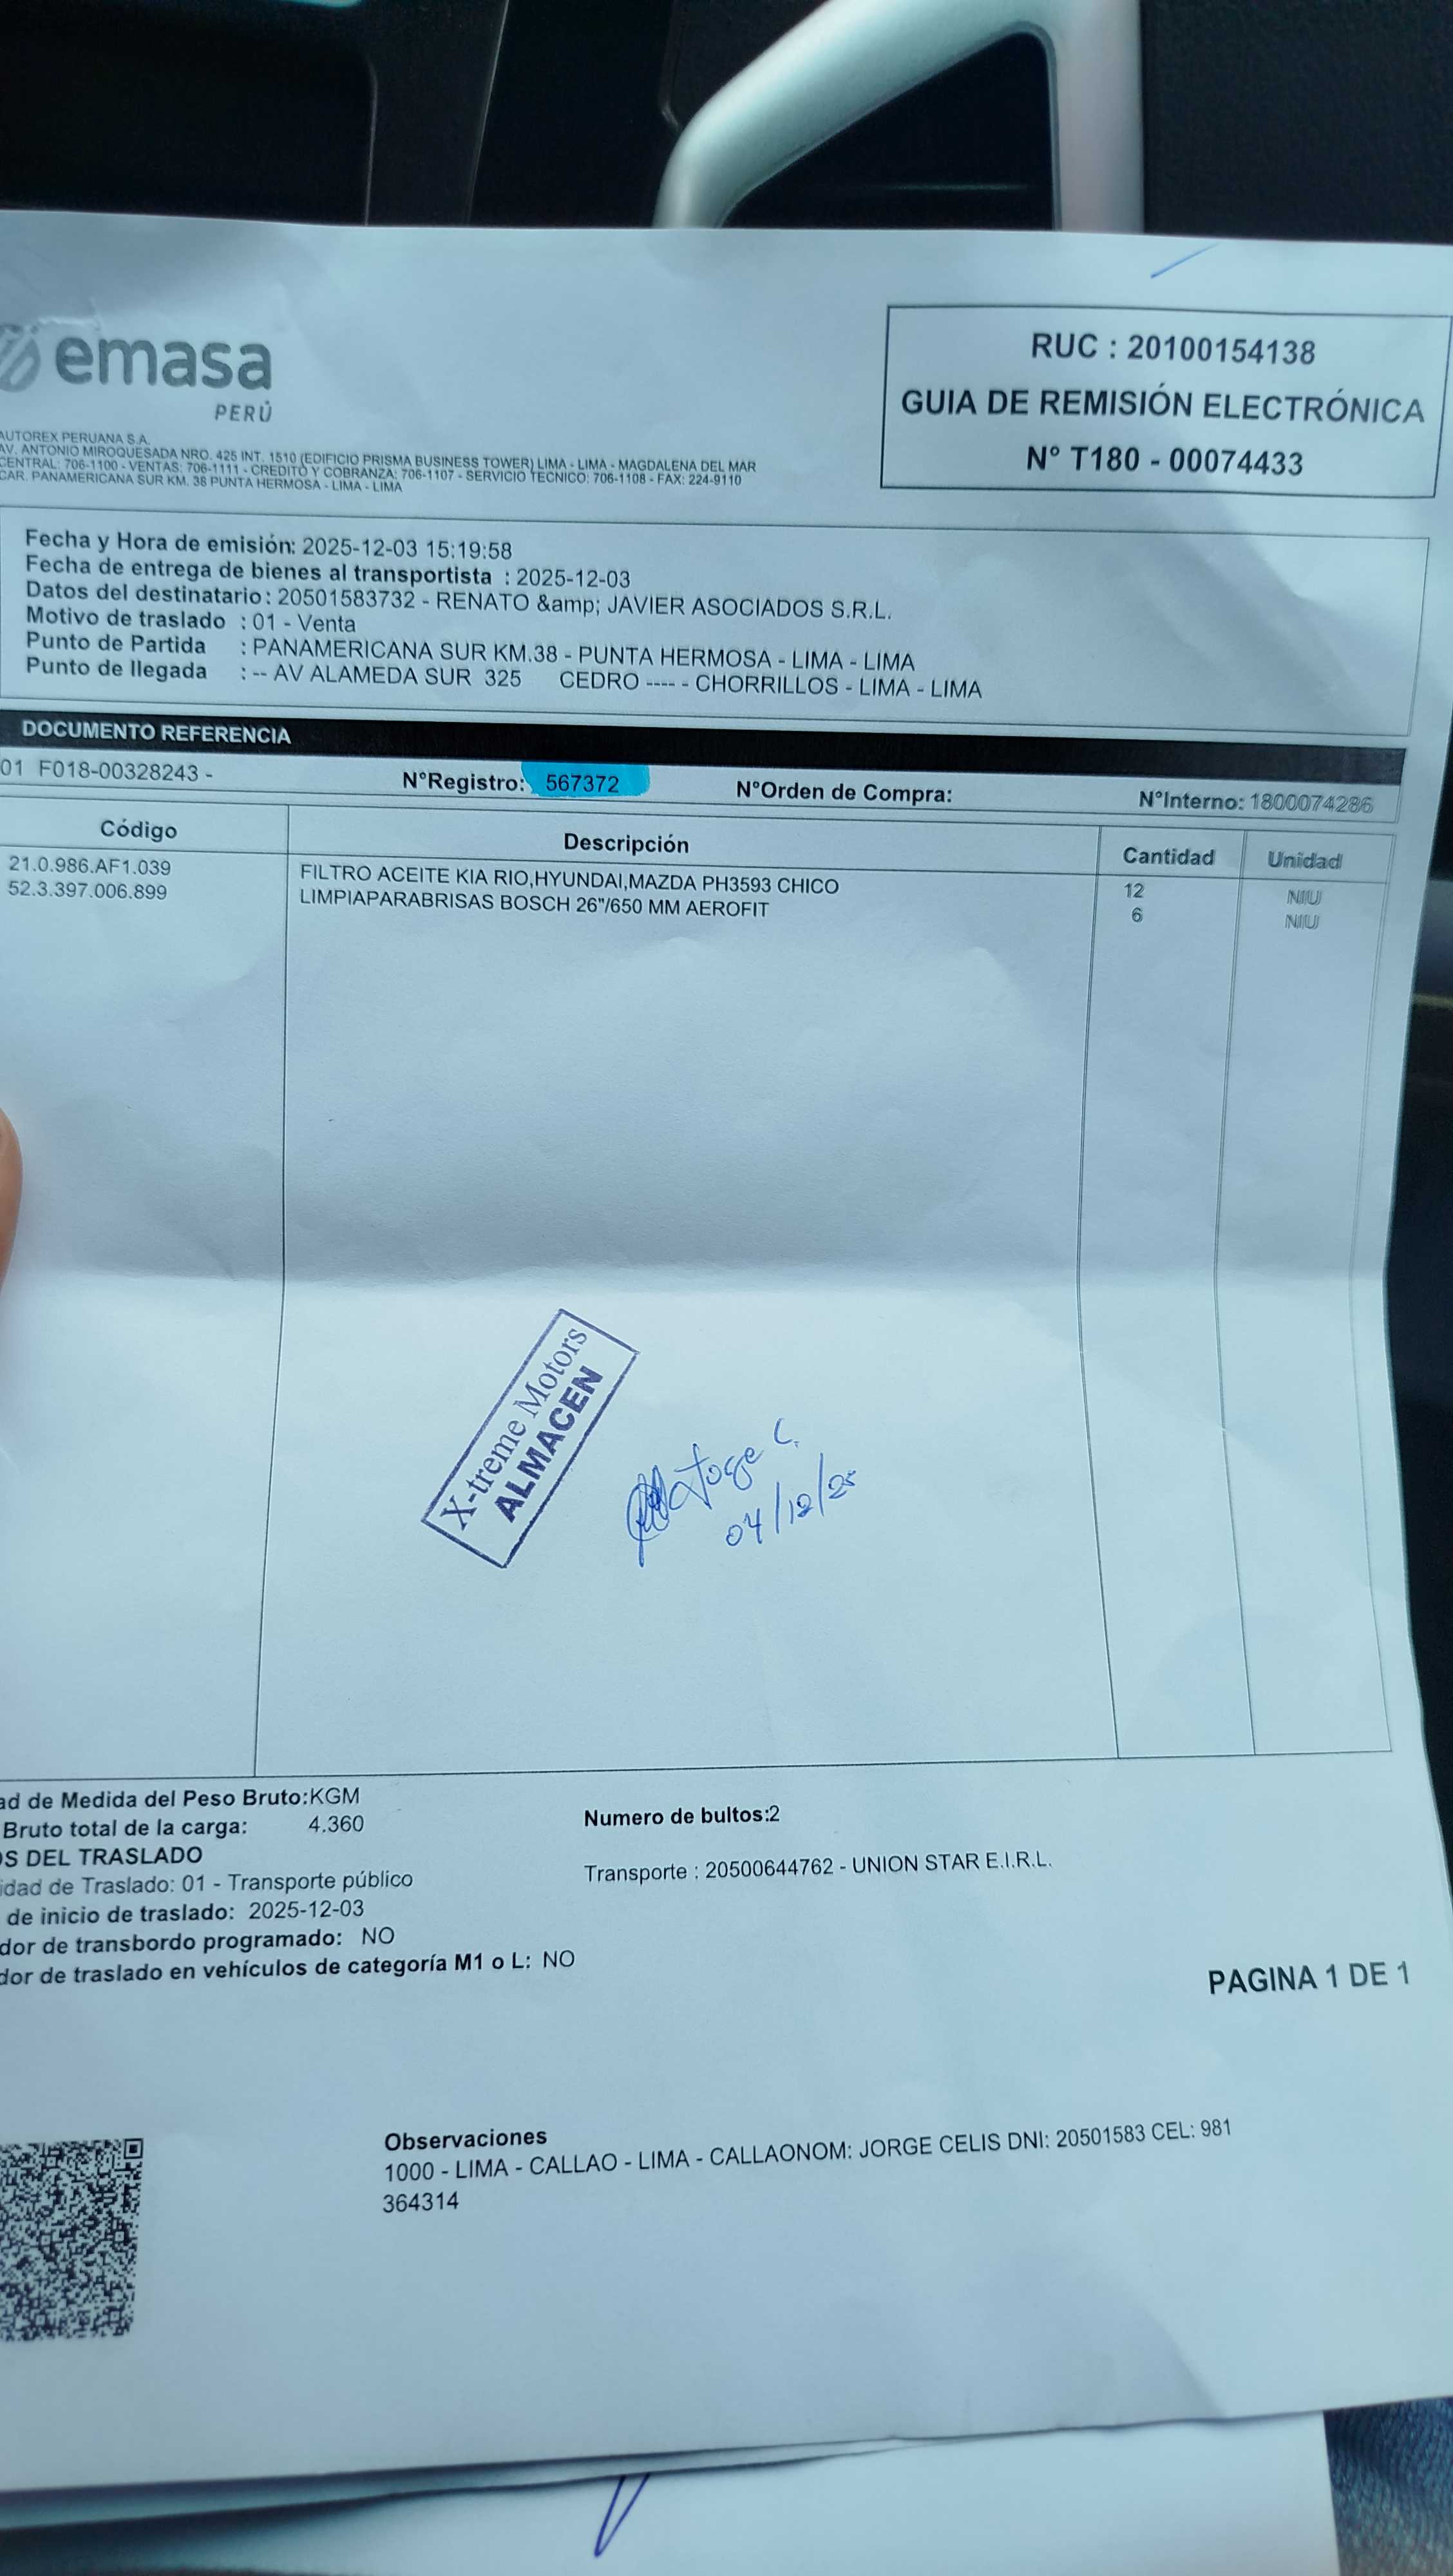 emasa
PERÚ
RUC : 20100154138
GUIA DE REMISIÓN ELECTRÓNICA
N° T180 - 00074433
AUTOREX PERUANA S.A.
AV. ANTONIO MIROQUESADA NRO. 425 INT. 1510 (EDIFICIO PRISMA BUSINESS TOWER) LIMA - LIMA - MAGDALENA DEL MAR
CENTRAL: 706-1100 - VENTAS: 706-1111 - CREDITO Y COBRANZA: 706-1107 - SERVICIO TECNICO: 706-1108 - FAX: 224-9110
CAR. PANAMERICANA SUR KM. 38 PUNTA HERMOSA - LIMA - LIMA
Fecha y Hora de emisión: 2025-12-03 15:19:58
Fecha de entrega de bienes al transportista : 2025-12-03
Datos del destinatario : 20501583732 - RENATO &amp; JAVIER ASOCIADOS S.R.L.
Motivo de traslado : 01 - Venta
Punto de Partida : PANAMERICANA SUR KM.38 - PUNTA HERMOSA - LIMA - LIMA
Punto de llegada : -- AV ALAMEDA SUR 325 CEDRO ---- - CHORRILLOS - LIMA - LIMA
DOCUMENTO REFERENCIA
01 F018-00328243 - N°Registro: 567372 N°Orden de Compra: N°Interno: 1800074286
Código Descripción Cantidad Unidad
21.0.986.AF1.039 FILTRO ACEITE KIA RIO,HYUNDAI,MAZDA PH3593 CHICO 12 NIU
52.3.397.006.899 LIMPIAPARABRISAS BOSCH 26"/650 MM AEROFIT 6 NIU
X-treme Motors
ALMACEN
Jorge C.
04/12/25
ad de Medida del Peso Bruto:KGM
Bruto total de la carga: 4.360
Numero de bultos:2
OS DEL TRASLADO
idad de Traslado: 01 - Transporte público
Transporte : 20500644762 - UNION STAR E.I.R.L.
de inicio de traslado: 2025-12-03
dor de transbordo programado: NO
dor de traslado en vehículos de categoría M1 o L: NO
PAGINA 1 DE 1
Observaciones
1000 - LIMA - CALLAO - LIMA - CALLAONOM: JORGE CELIS DNI: 20501583 CEL: 981
364314